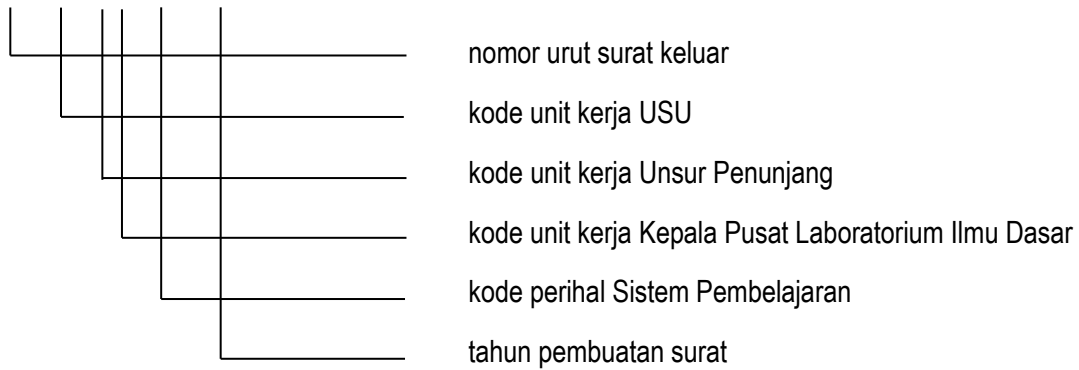 nomor urut surat keluar
kode unit kerja USU
kode unit kerja Unsur Penunjang
kode unit kerja Kepala Pusat Laboratorium Ilmu Dasar
kode perihal Sistem Pembelajaran
tahun pembuatan surat